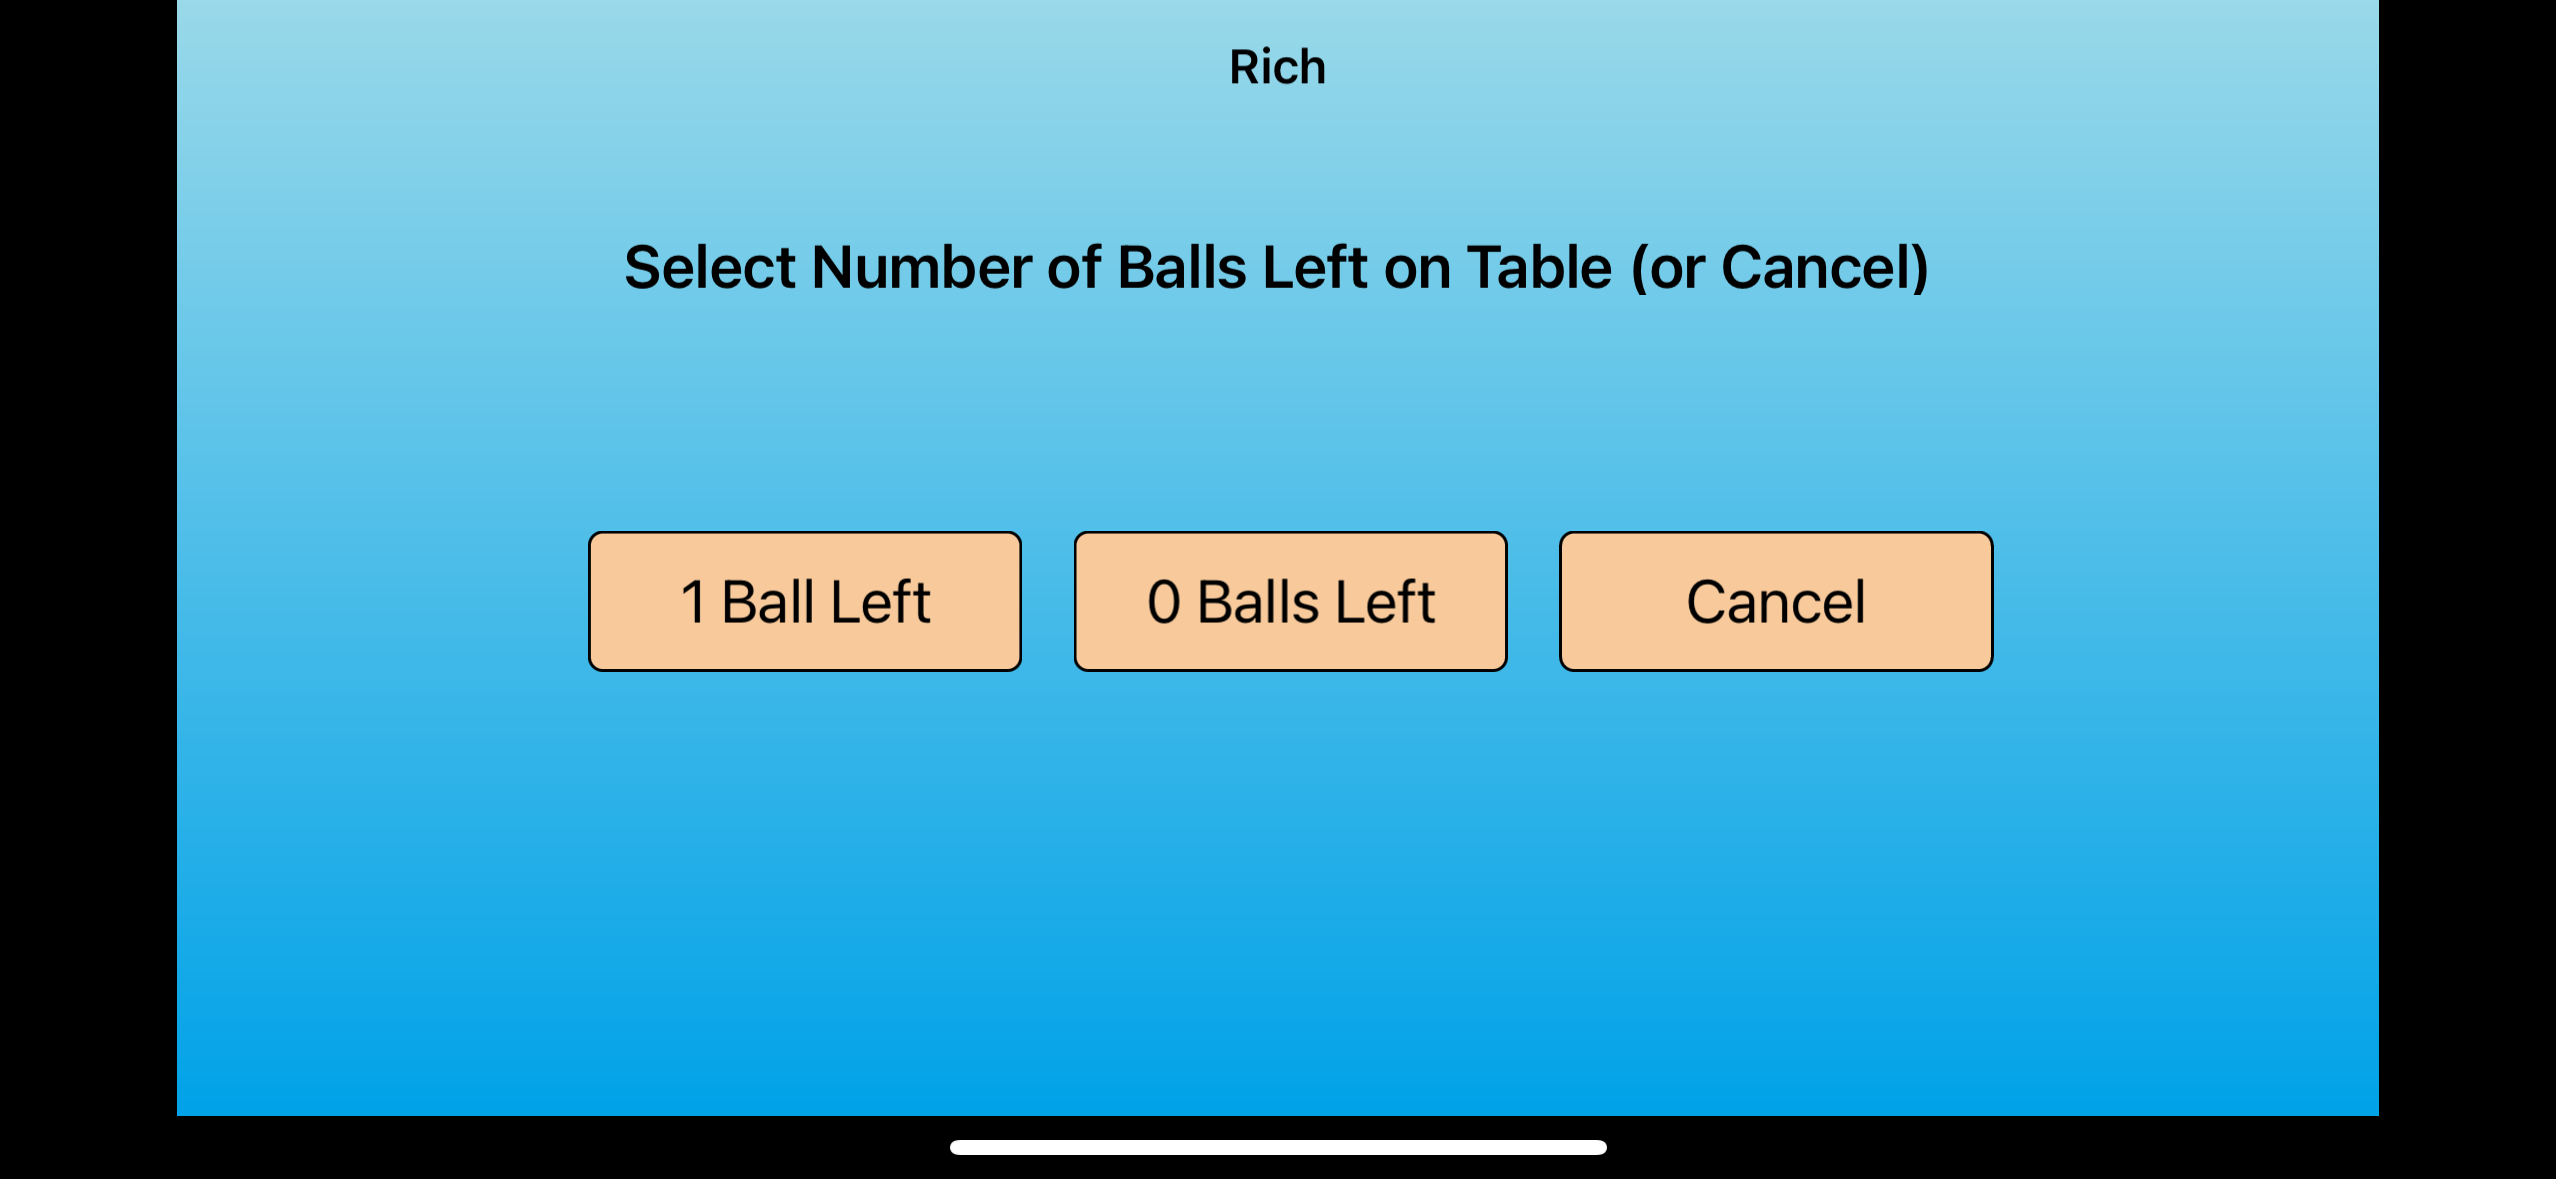 Rich
Select Number of Balls Left on Table (or Cancel)
1 Ball Left
0 Balls Left
Cancel